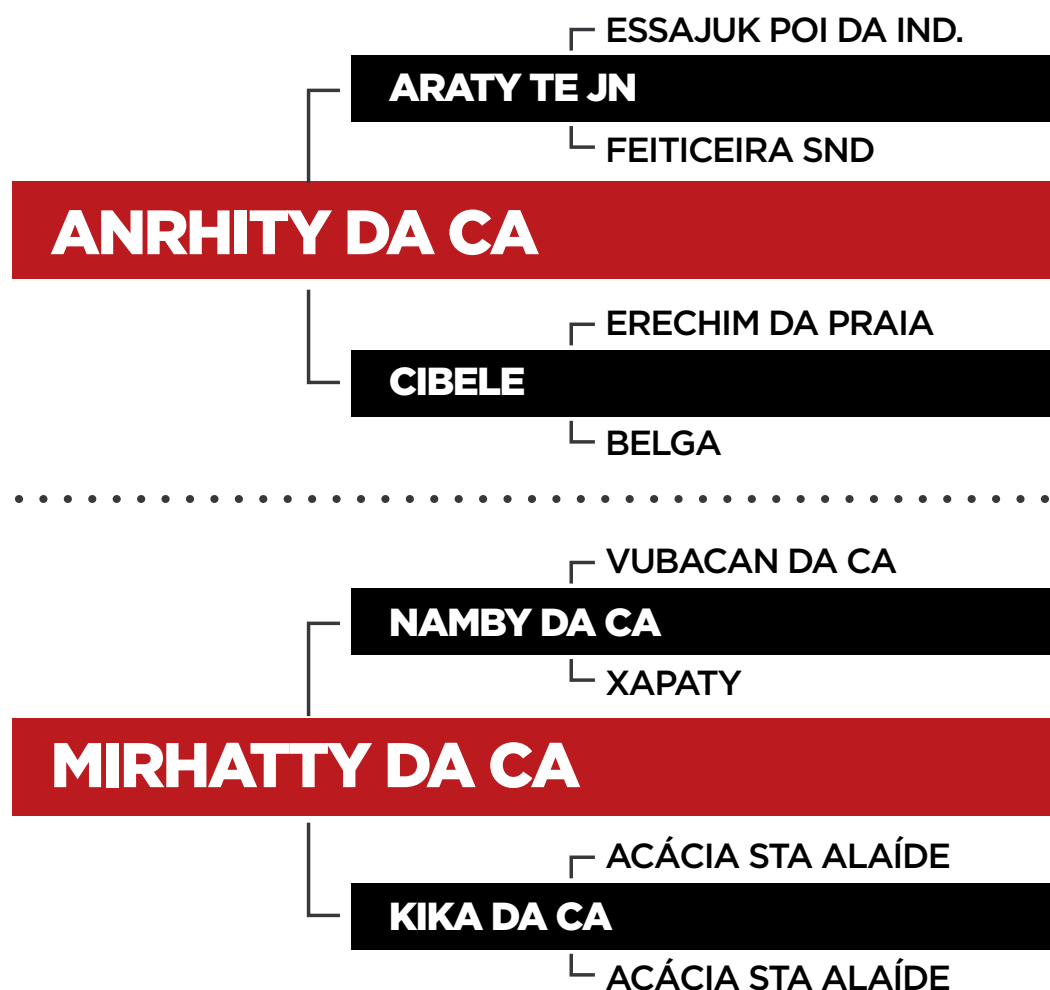 ESSAJUK POI DA IND.
ARATY TE JN
FEITICEIRA SND
ANRHITY DA CA
ERECHIM DA PRAIA
CIBELE
BELGA
VUBACAN DA CA
NAMBY DA CA
XAPATY
MIRHATTY DA CA
ACÁCIA STA ALAÍDE
KIKA DA CA
ACÁCIA STA ALAÍDE